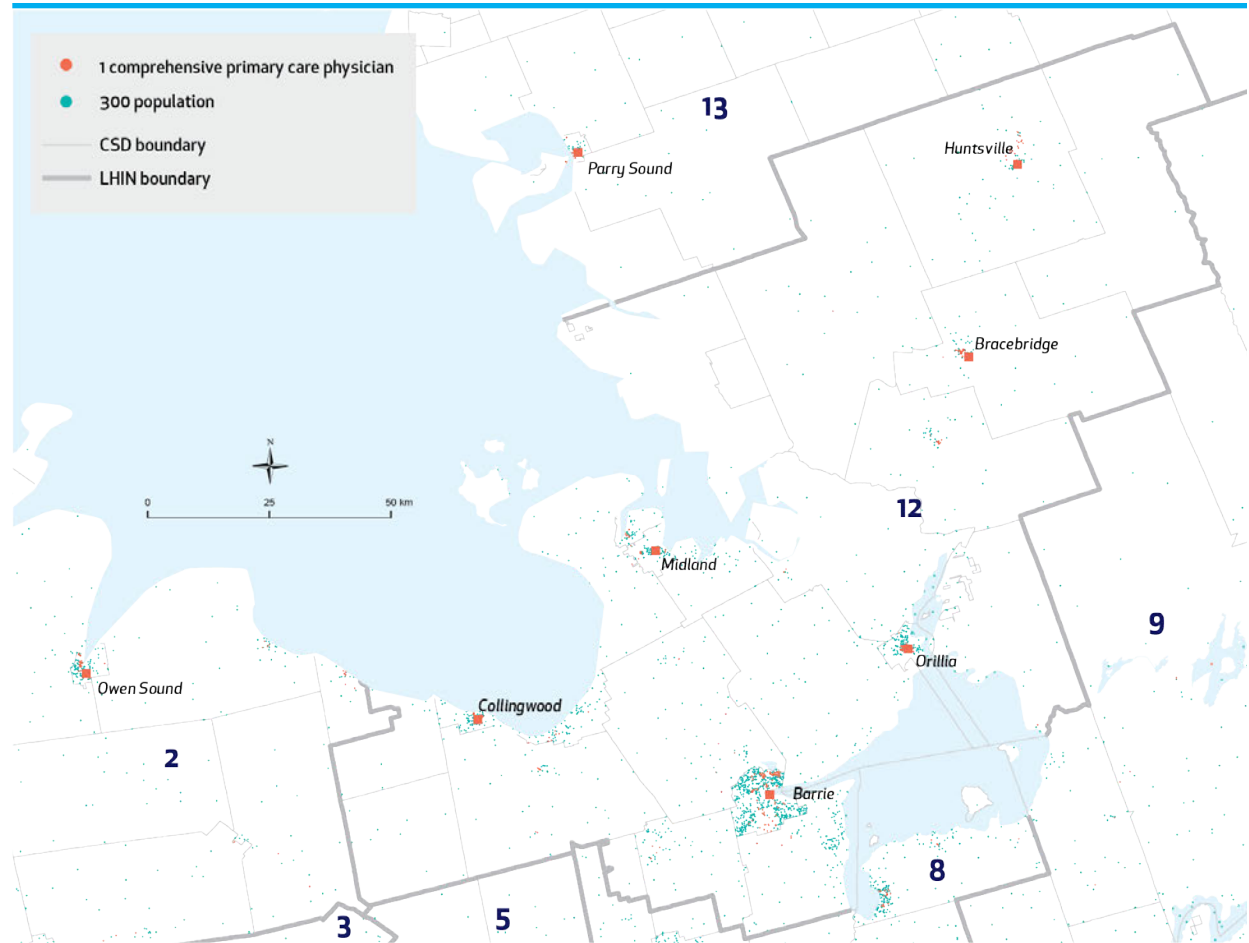 1 comprehensive primary care physician
300 population
CSD boundary
LHIN boundary
13
Huntsville
Parry Sound
Bracebridge
N
0 25 50 km
12
Midland
9
Orillia
Owen Sound
Collingwood
2
Barrie
8
5
3